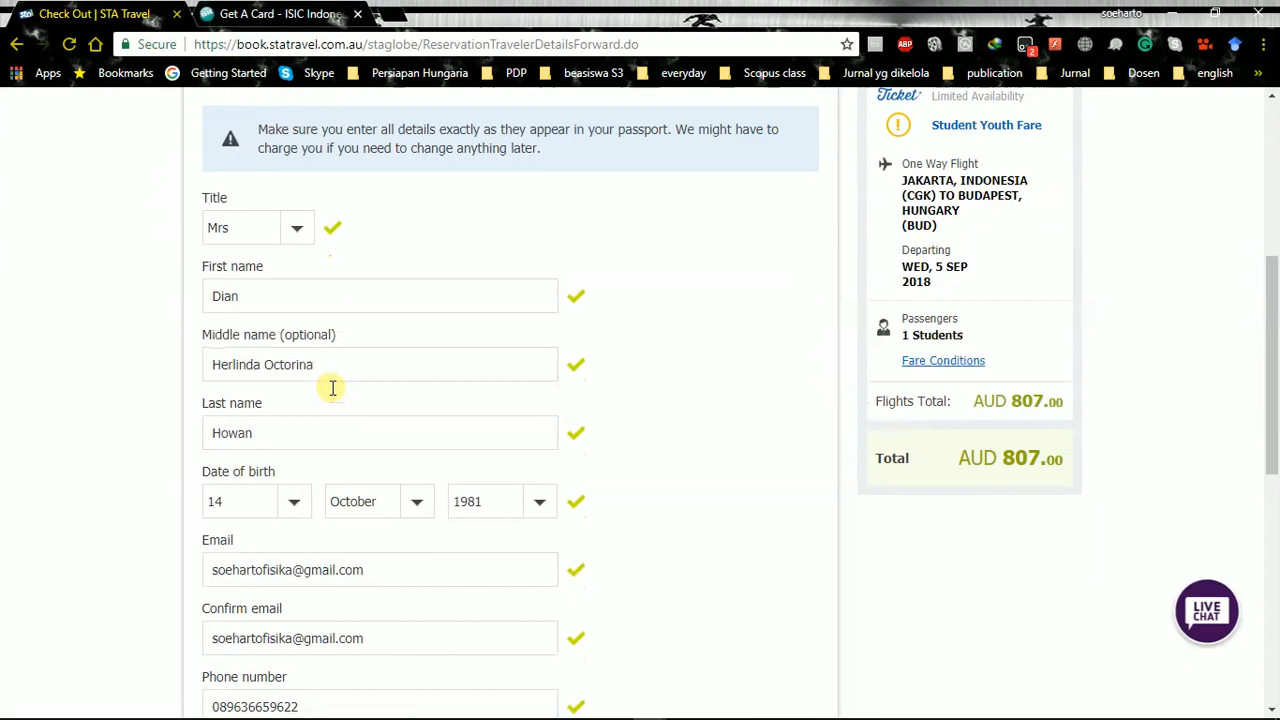 Check Out | STA Travel
Get A Card - ISIC Indone
soeharto
Secure
https://book.statravel.com.au/staglobe/ReservationTravelerDetailsForward.do
ABP
2
Apps
Bookmarks
Getting Started
Skype
Persiapan Hungaria
PDP
beasiswa S3
everyday
Scopus class
Jurnal yg dikelola
publication
Jurnal
Dosen
english
»
Make sure you enter all details exactly as they appear in your passport. We might have to
charge you if you need to change anything later.
Title
Mrs
First name
Dian
Middle name (optional)
Herlinda Octorina
Last name
Howan
Date of birth
14
October
1981
Email
soehartofisika@gmail.com
Confirm email
soehartofisika@gmail.com
Phone number
089636659622
Ticket
Limited Availability
Student Youth Fare
One Way Flight
JAKARTA, INDONESIA
(CGK) TO BUDAPEST,
HUNGARY
(BUD)
Departing
WED, 5 SEP
2018
Passengers
1 Students
Fare Conditions
Flights Total: AUD 807.00
Total AUD 807.00
LIVE
CHAT